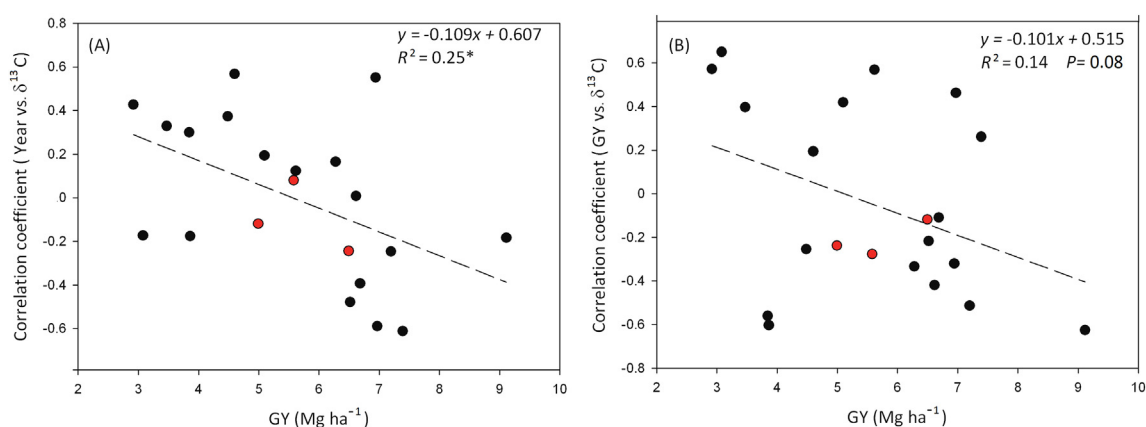 (A)
y = -0.109x + 0.607
R² = 0.25*
Correlation coefficient ( Year vs. δ¹³C)
0.8
0.6
0.4
0.2
0
-0.2
-0.4
-0.6
2 3 4 5 6 7 8 9 10
GY (Mg ha⁻¹)
(B)
y = -0.101x + 0.515
R² = 0.14 P= 0.08
Correlation coefficient ( GY vs. δ¹³C)
0.6
0.4
0.2
0
-0.2
-0.4
-0.6
-0.8
2 3 4 5 6 7 8 9 10
GY (Mg ha⁻¹)